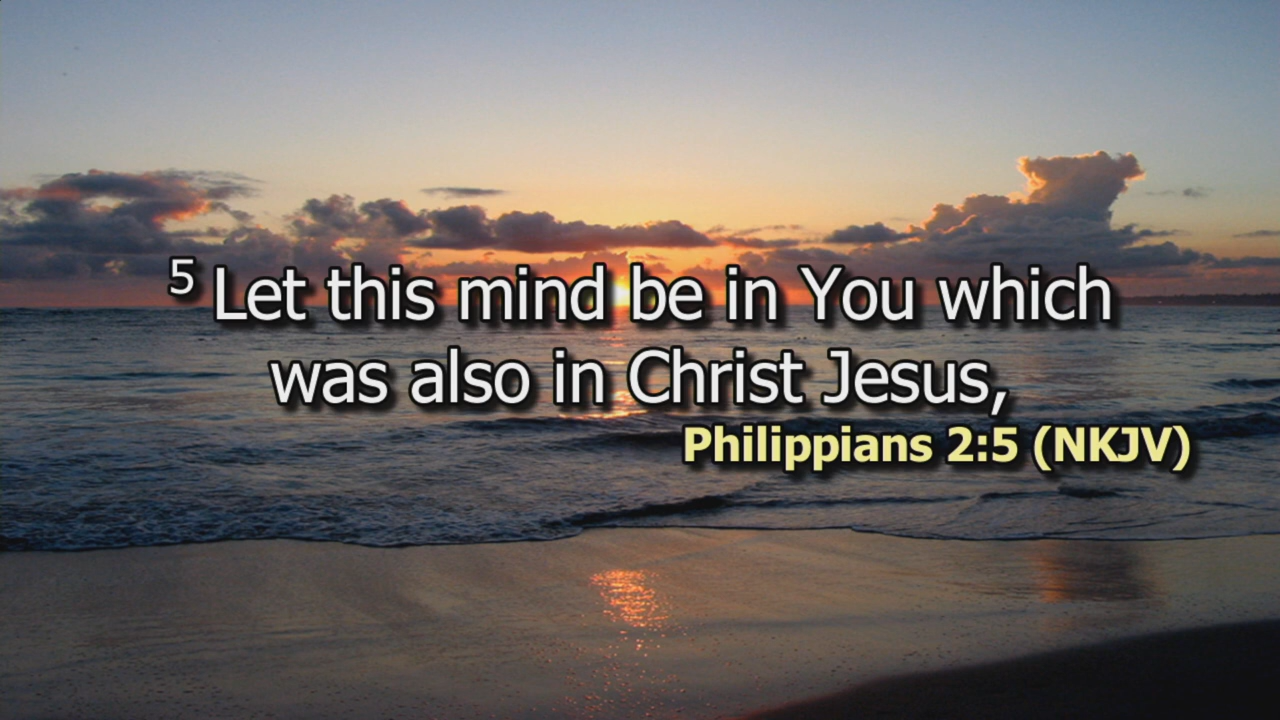 5 Let this mind be in You which
was also in Christ Jesus,
Philippians 2:5 (NKJV)